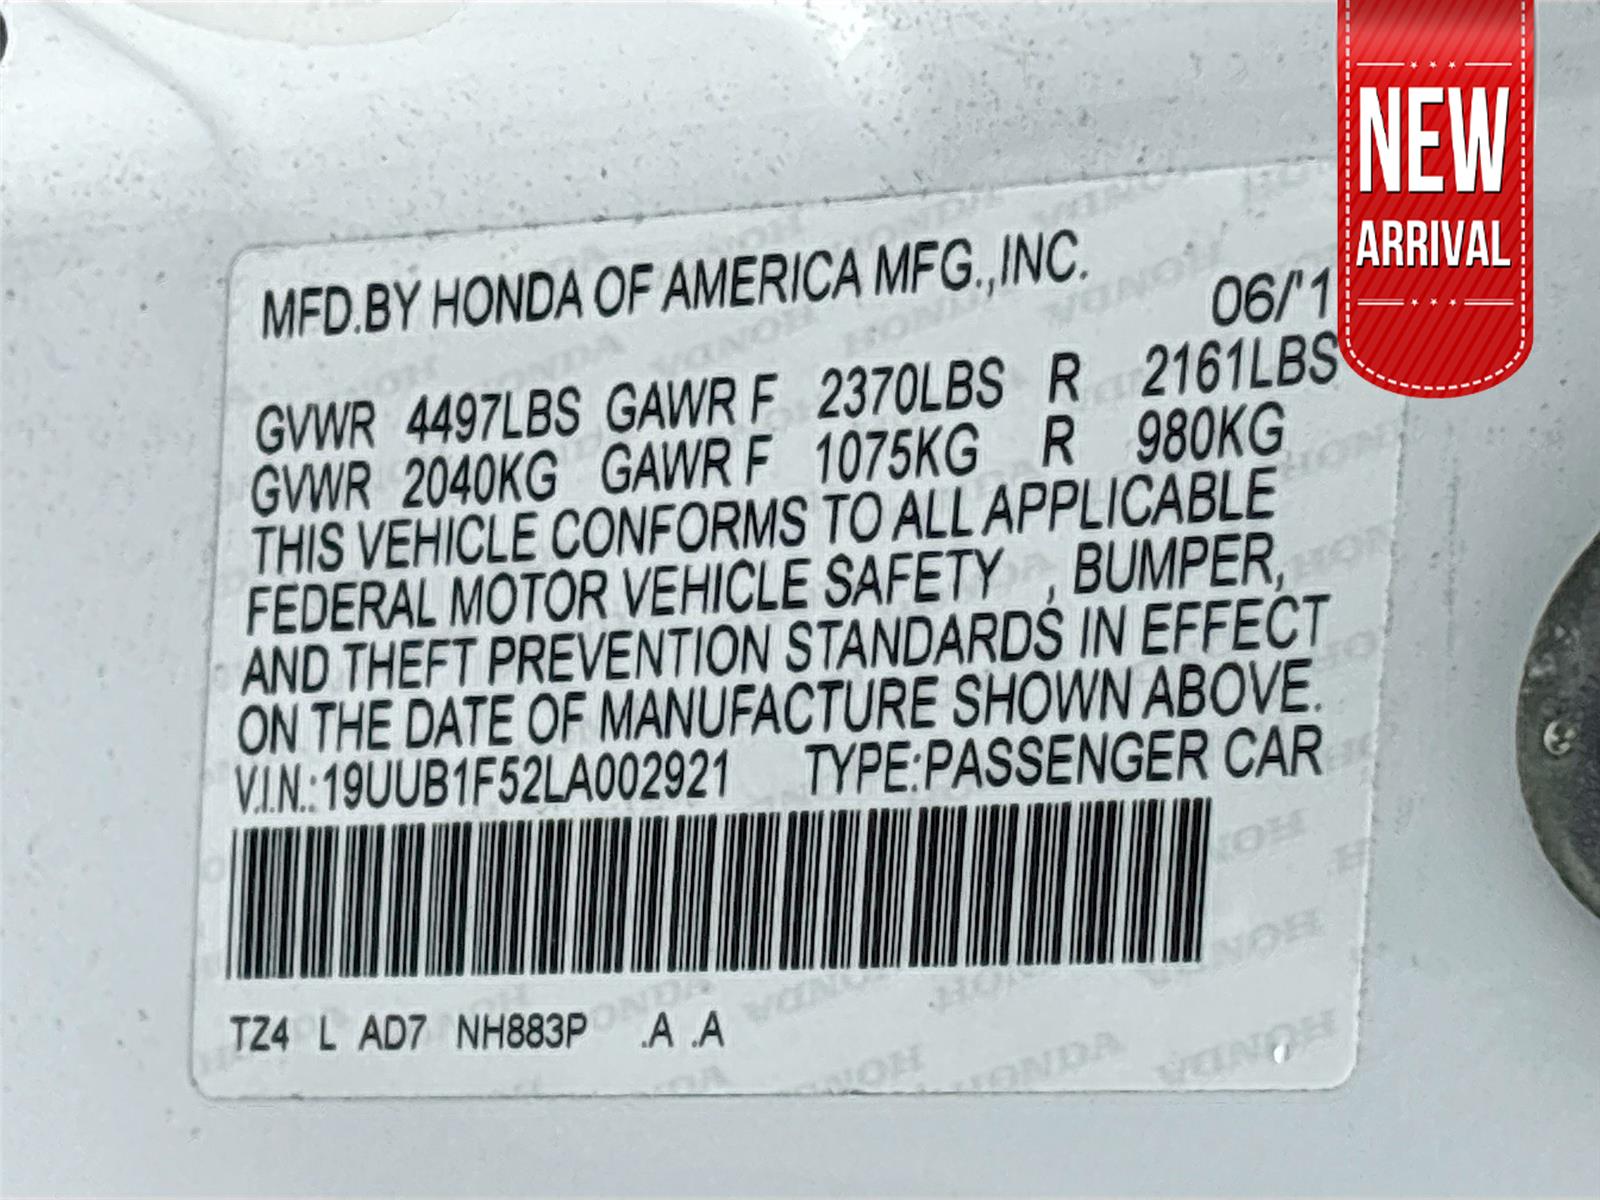 NEW
ARRIVAL
MFD.BY HONDA OF AMERICA MFG.,INC.
06/'1
GVWR 4497LBS GAWR F 2370LBS R 2161LBS
GVWR 2040KG GAWR F 1075KG R 980KG
THIS VEHICLE CONFORMS TO ALL APPLICABLE
FEDERAL MOTOR VEHICLE SAFETY , BUMPER,
AND THEFT PREVENTION STANDARDS IN EFFECT
ON THE DATE OF MANUFACTURE SHOWN ABOVE.
V.I.N.:19UUB1F52LA002921 TYPE:PASSENGER CAR
TZ4 L AD7 NH883P .A .A